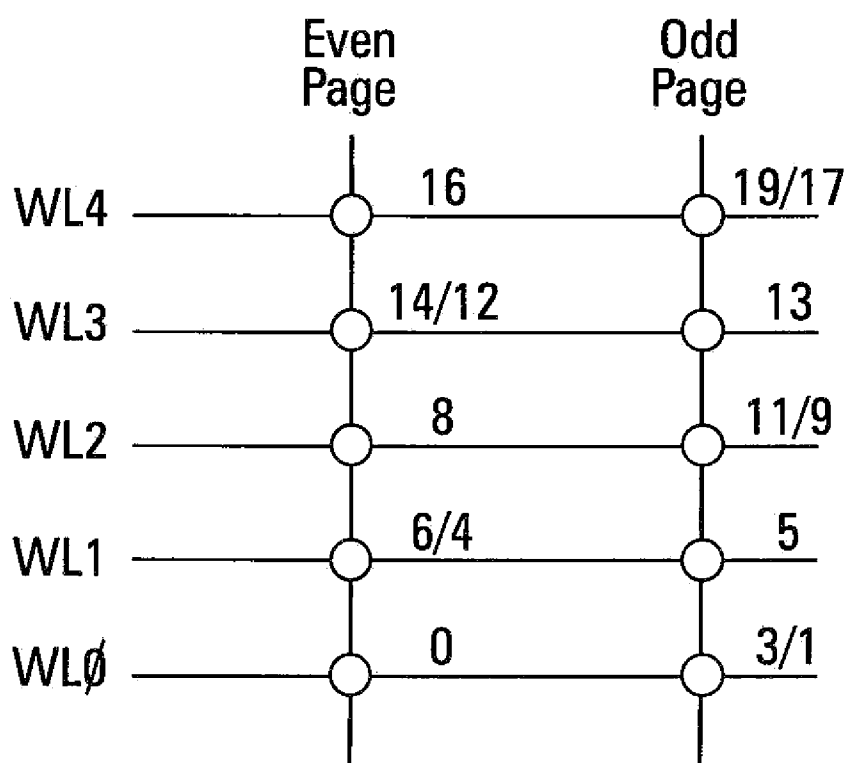 Even Odd
Page Page
WL4 16 19/17
WL3 14/12 13
WL2 8 11/9
WL1 6/4 5
WLØ 0 3/1